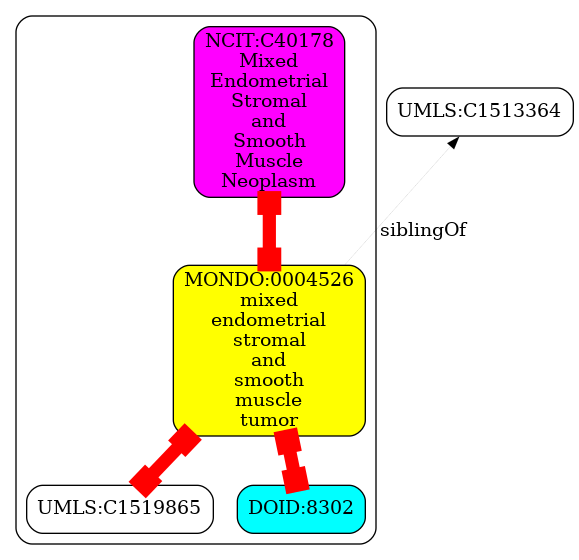 NCIT:C40178
Mixed
Endometrial
Stromal
and
Smooth
Muscle
Neoplasm
UMLS:C1513364
siblingOf
MONDO:0004526
mixed
endometrial
stromal
and
smooth
muscle
tumor
UMLS:C1519865
DOID:8302